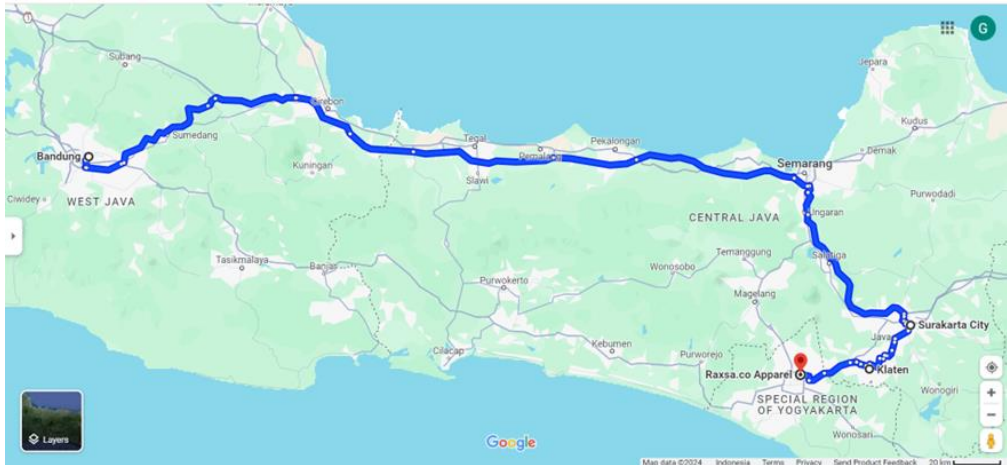 Subang
Jepara
Cirebon
Kudus
Sumedang
Tegal
Pekalongan
Demak
Bandung
Pemalang
Semarang
Kuningan
Slawi
Ciwidey
WEST JAVA
Ungaran
Purwodadi
CENTRAL JAVA
Tasikmalaya
Banjar
Temanggung
Salatiga
Wonosobo
Purwokerto
Magelang
Surakarta City
Java
Kebumen
Cilacap
Purworejo
Raxsa.co Apparel
Klaten
Wonogiri
SPECIAL REGION
OF YOGYAKARTA
Wonosari
Layers
Google
G
Map data ©2024 Indonesia Terms Privacy Send Product Feedback 20 km